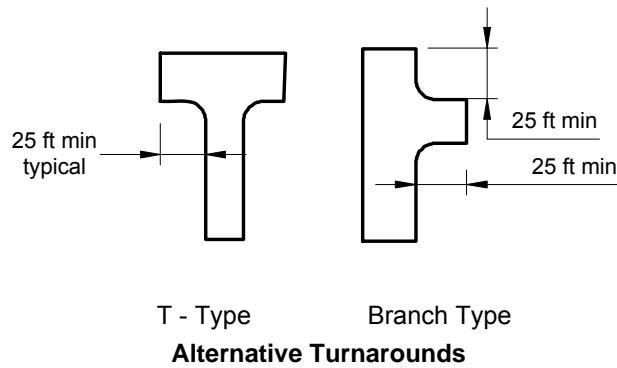 25 ft min
typical
25 ft min
25 ft min
T - Type
Branch Type
Alternative Turnarounds